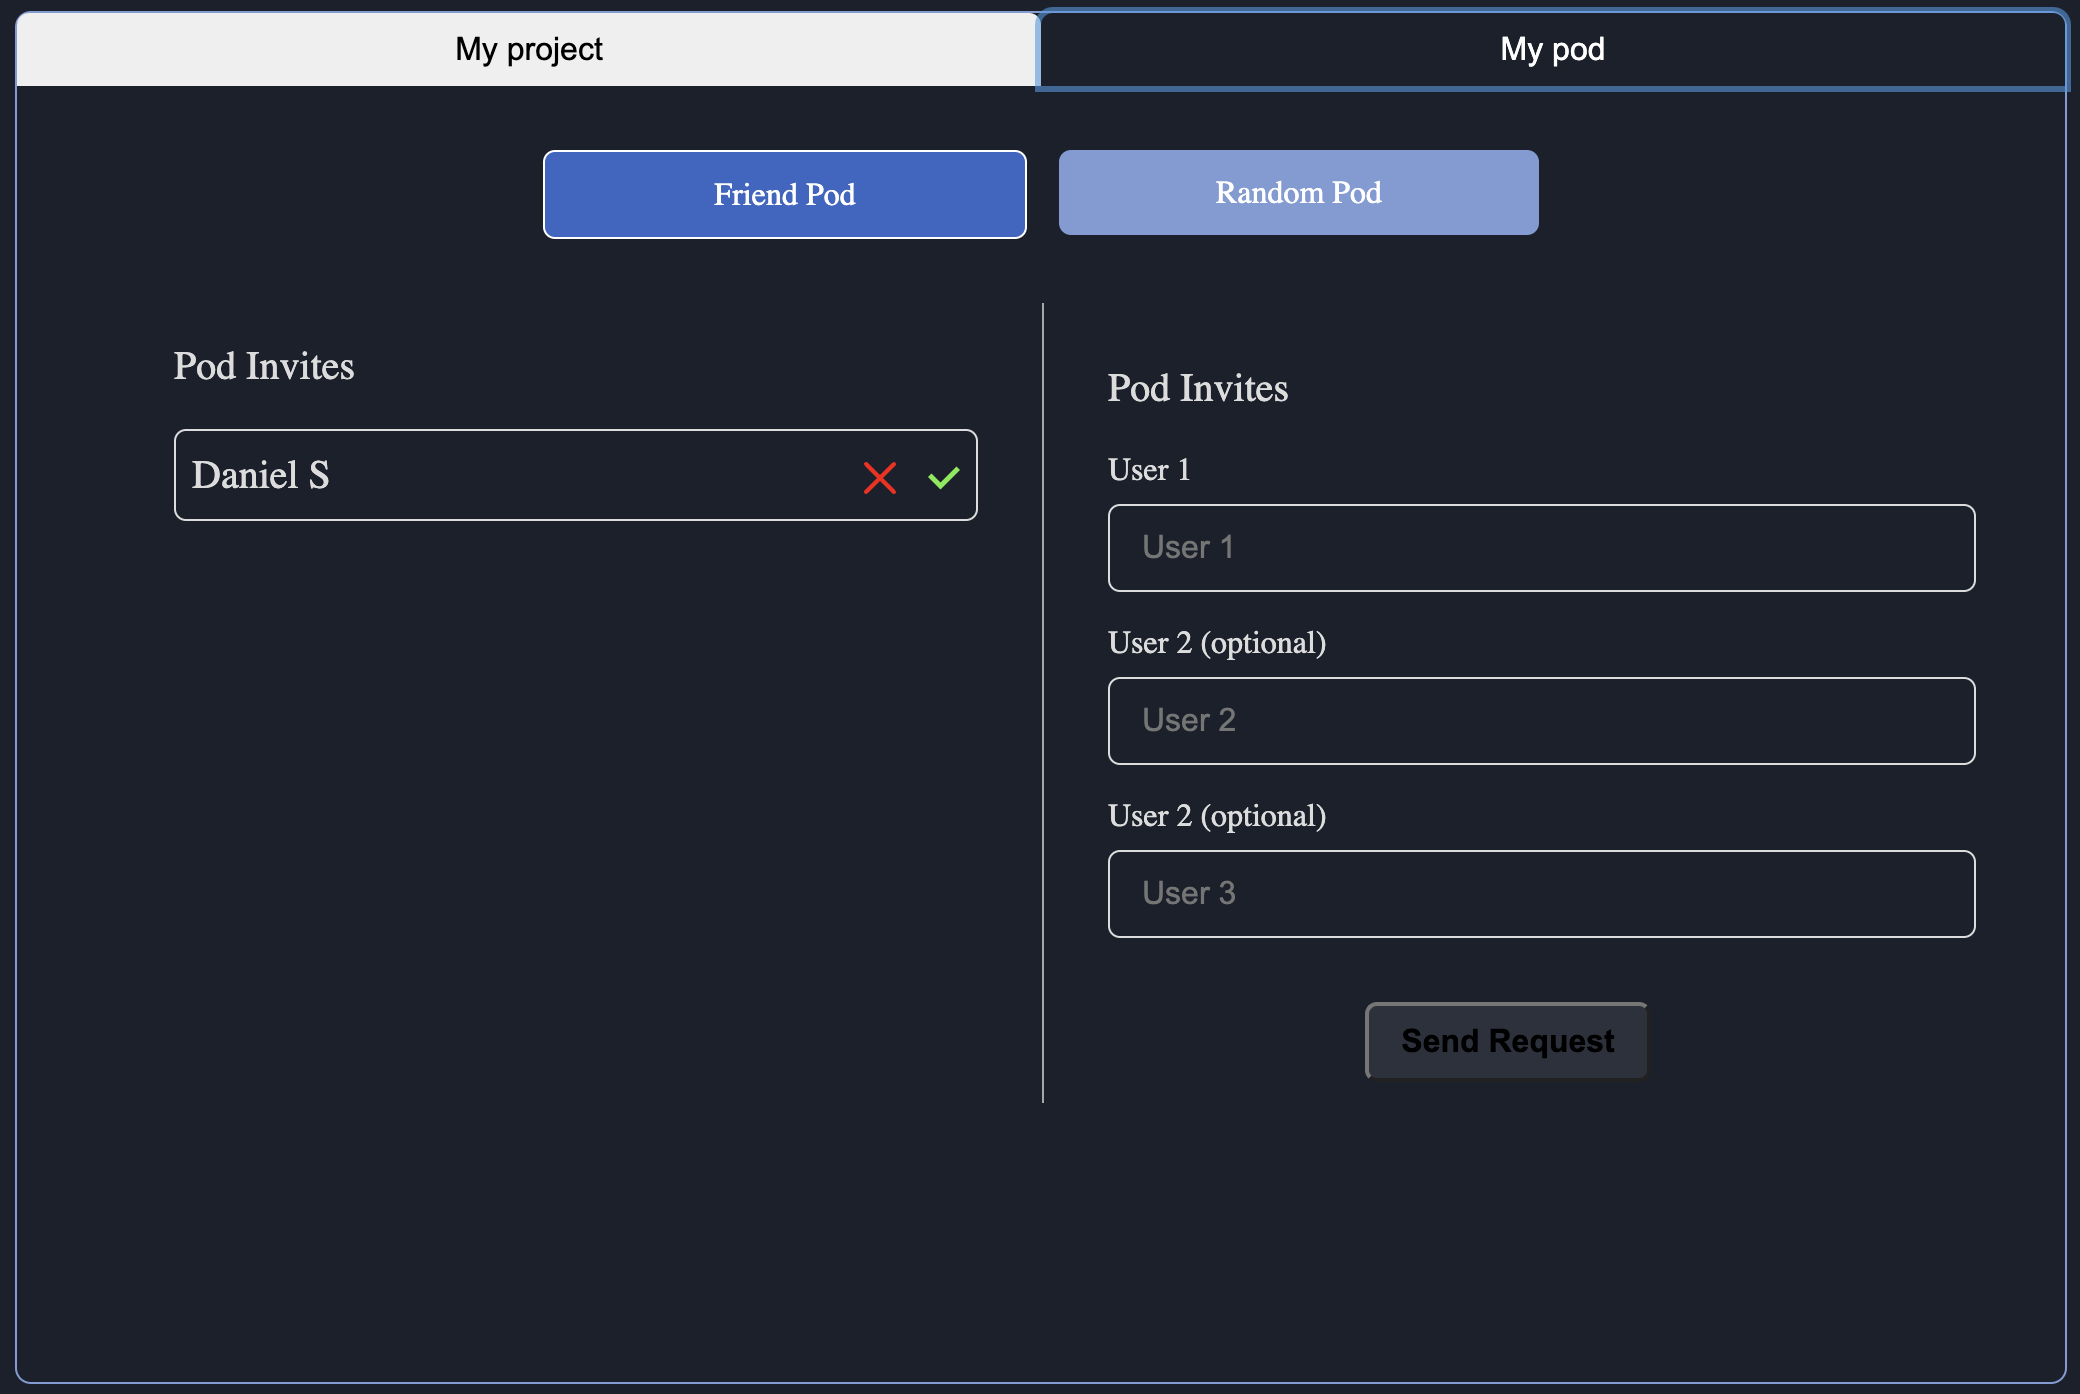 My project
My pod
Friend Pod
Random Pod
Pod Invites
Daniel S
Pod Invites
User 1
User 1
User 2 (optional)
User 2
User 2 (optional)
User 3
Send Request